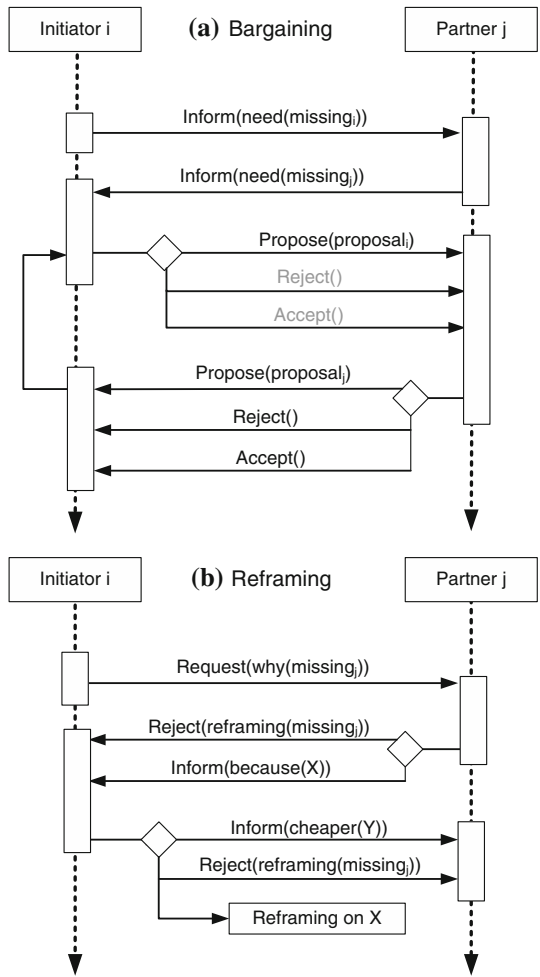 Initiator i
(a) Bargaining
Partner j
Inform(need(missingᵢ))
Inform(need(missingⱼ))
Propose(proposalᵢ)
Reject()
Accept()
Propose(proposalⱼ)
Reject()
Accept()
Initiator i
(b) Reframing
Partner j
Request(why(missingⱼ))
Reject(reframing(missingⱼ))
Inform(because(X))
Inform(cheaper(Y))
Reject(reframing(missingⱼ))
Reframing on X